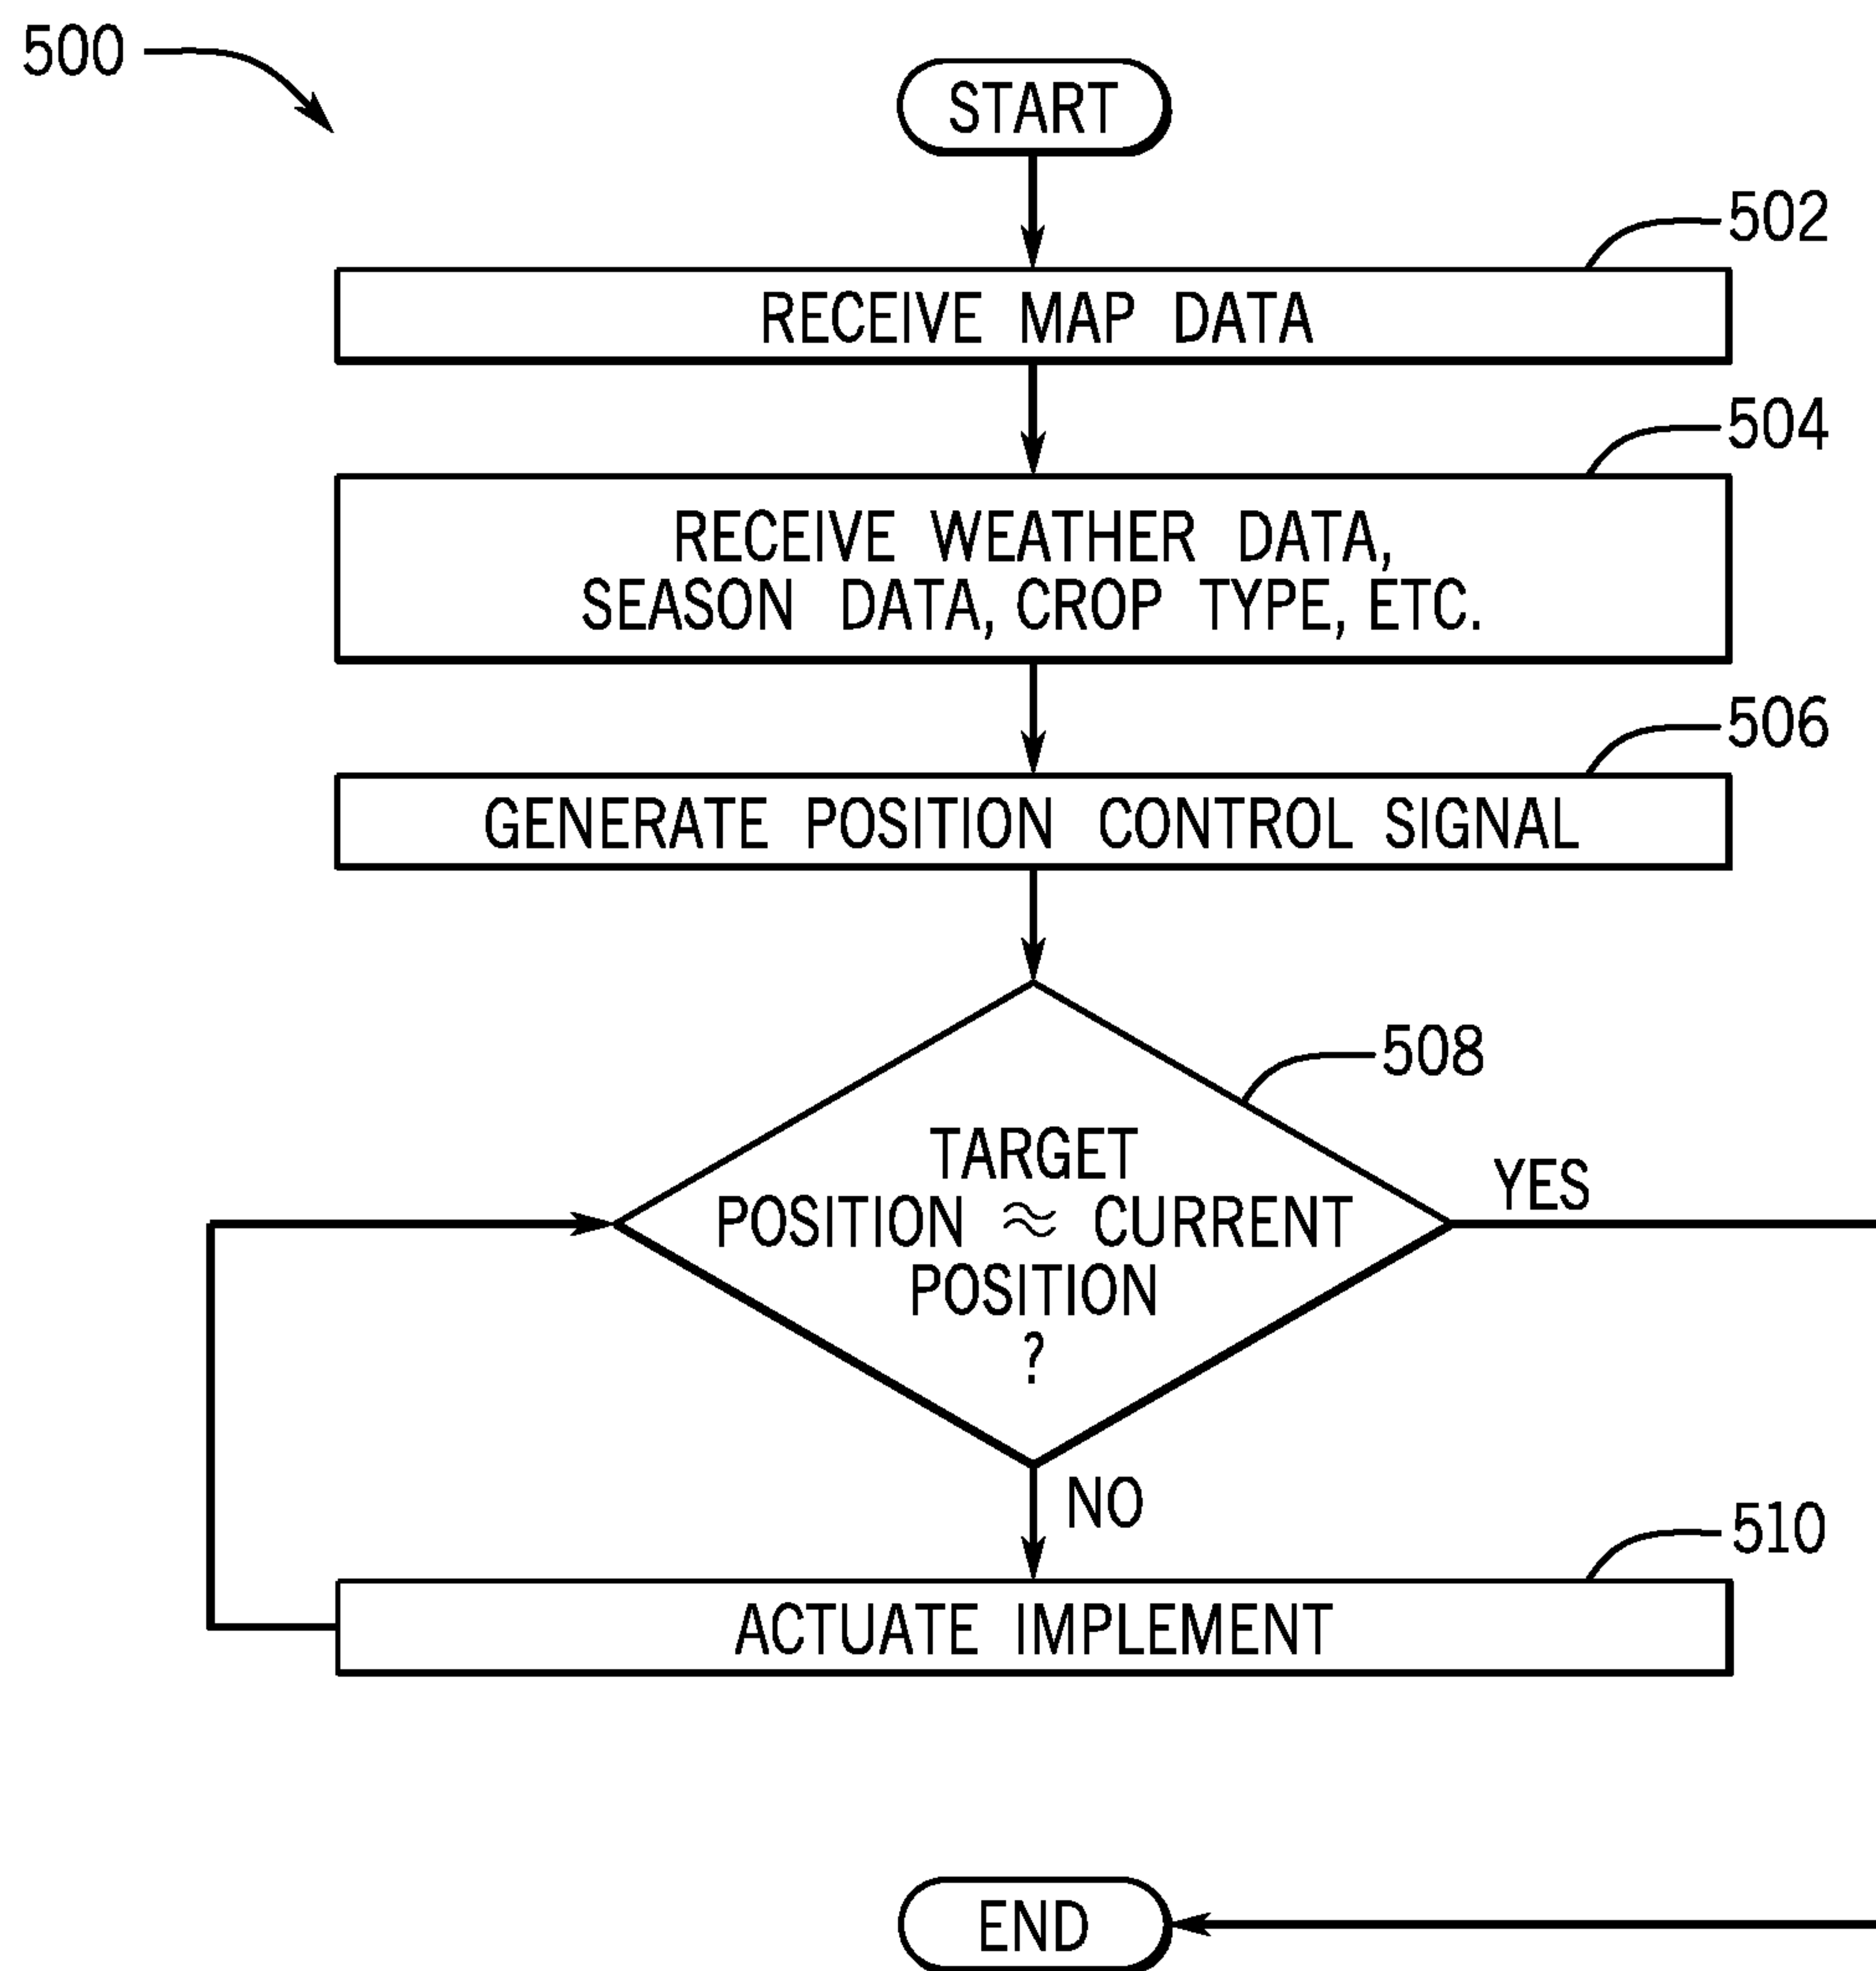 500
START
502
RECEIVE MAP DATA
504
RECEIVE WEATHER DATA,
SEASON DATA, CROP TYPE, ETC.
506
GENERATE POSITION CONTROL SIGNAL
508
TARGET
POSITION ≈ CURRENT
POSITION
?
YES
NO
510
ACTUATE IMPLEMENT
END